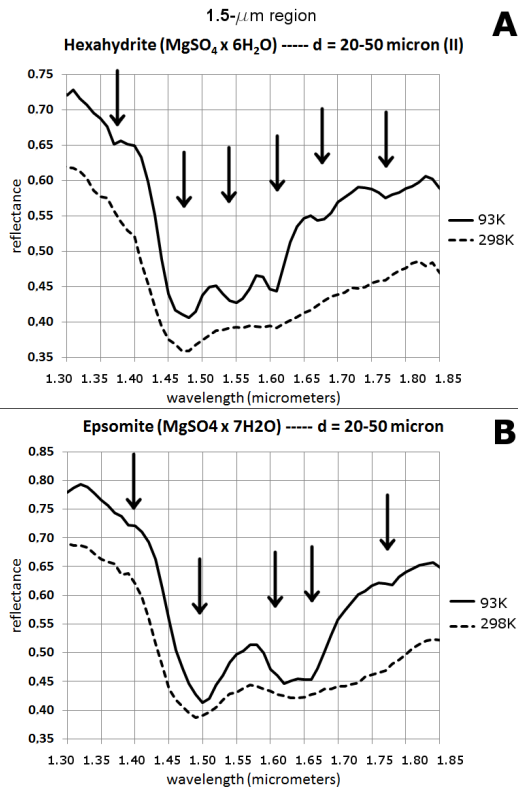 1.5-μm region
A
Hexahydrite (MgSO₄ x 6H₂O) ----- d = 20-50 micron (II)
0.75
0.70
0.65
0.60
0.55
0.50
0.45
0.40
0.35
reflectance
93K
298K
1.30 1.35 1.40 1.45 1.50 1.55 1.60 1.65 1.70 1.75 1.80 1.85
wavelength (micrometers)
B
Epsomite (MgSO4 x 7H2O) ----- d = 20-50 micron
0.85
0.80
0.75
0.70
0.65
0.60
0.55
0.50
0.45
0.40
0.35
reflectance
93K
298K
1.30 1.35 1.40 1.45 1.50 1.55 1.60 1.65 1.70 1.75 1.80 1.85
wavelength (micrometers)